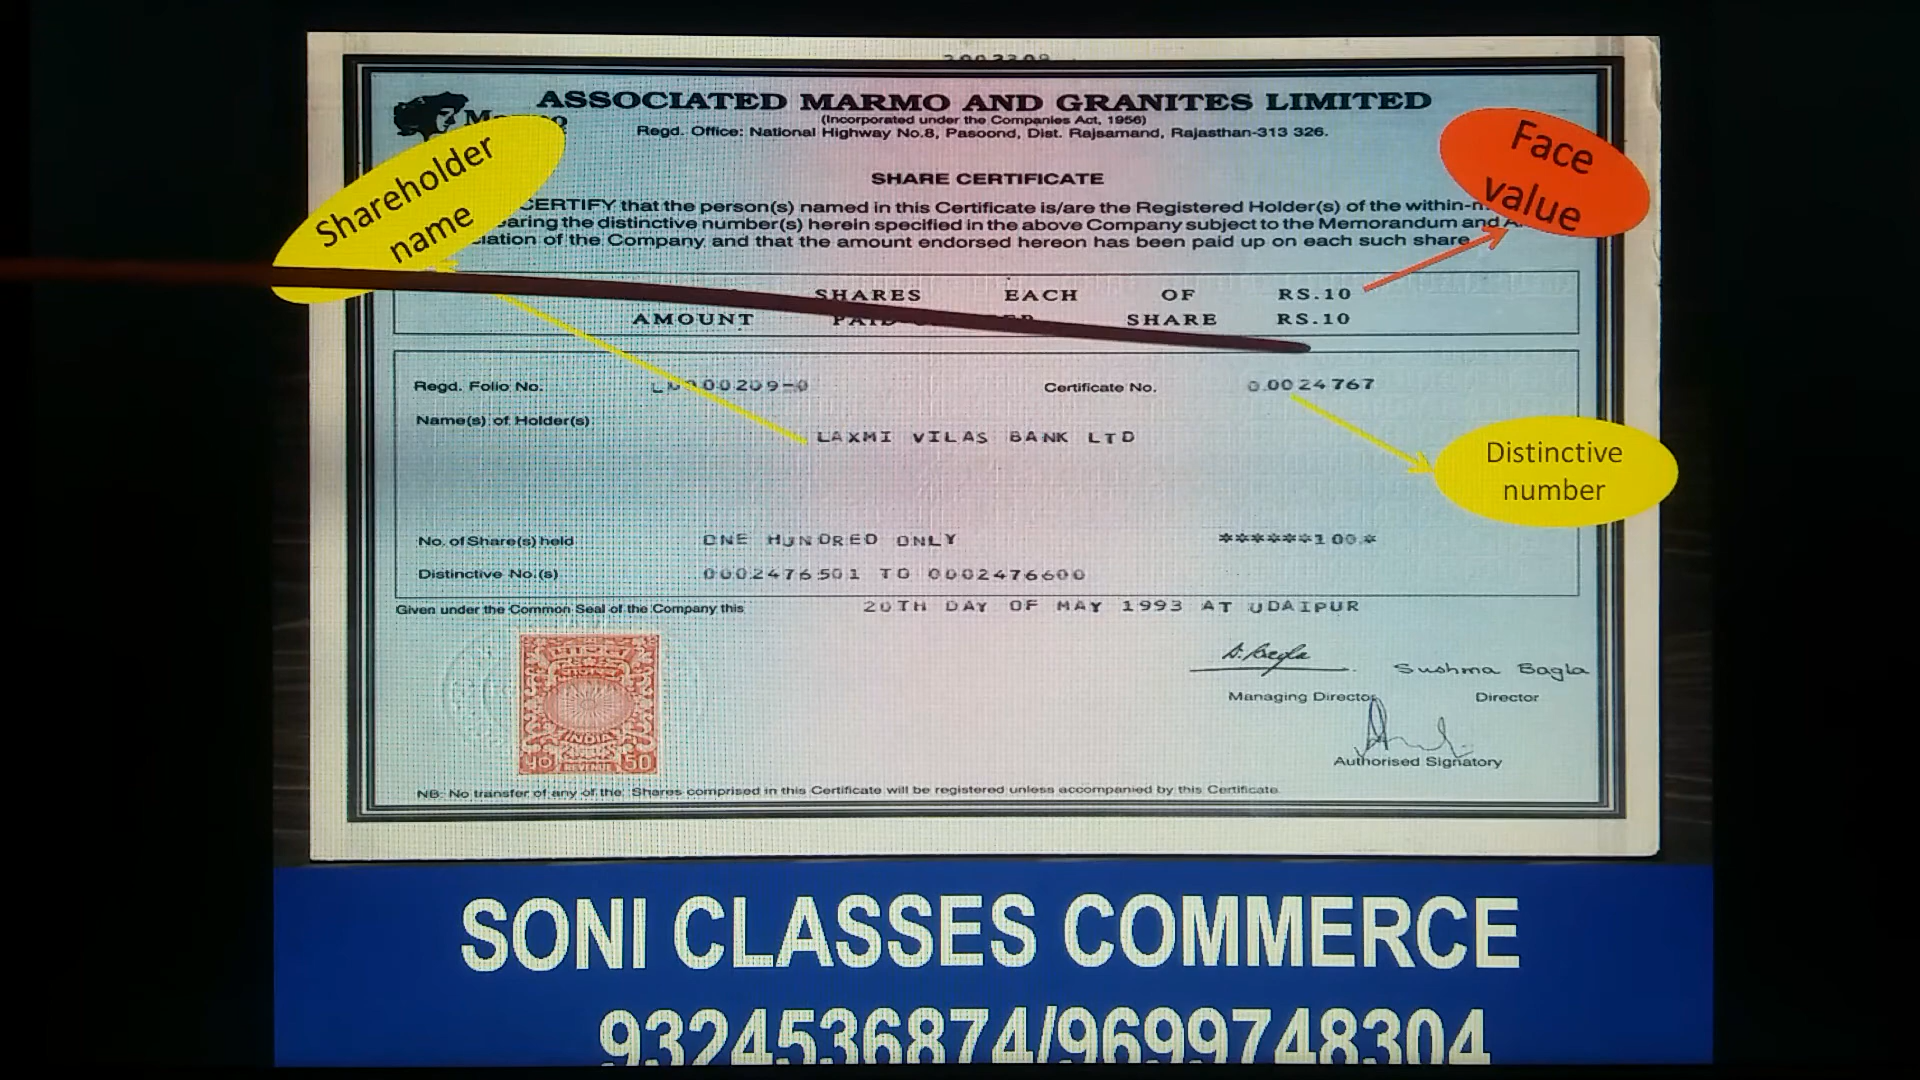 ASSOCIATED MARMO AND GRANITES LIMITED
(Incorporated under the Companies Act, 1956)
Regd. Office: National Highway No.8, Pasoond, Dist. Rajsamand, Rajasthan-313 326.
Shareholder
name
Face
value
SHARE CERTIFICATE
CERTIFY that the person(s) named in this Certificate is/are the Registered Holder(s) of the
the distinctive number(s) herein specified in the above Company subject to the Memorandum and
of the Company and that the amount endorsed hereon has been paid up on each such share
SHARES EACH OF RS.10
AMOUNT SHARE RS.10
Regd. Folio No. Certificate No. 0.0024767
Name(s) of Holder(s)
LAXMI VILAS BANK LTD
Distinctive
number
No. of Share(s) held ONE HUNDRED ONLY ******100.*
Distinctive No.(s) 0002476501 TO 0002476600
Given under the Common Seal of the Company this 20TH DAY OF MAY 1993 AT UDAIPUR
Sushma Bagla
Managing Director Director
Authorised Signatory
भारत
INDIA
REVENUE 50
NB: No transfer of any of the Shares comprised in this Certificate will be registered unless accompanied by this Certificate.
SONI CLASSES COMMERCE
9324536874/9699748304